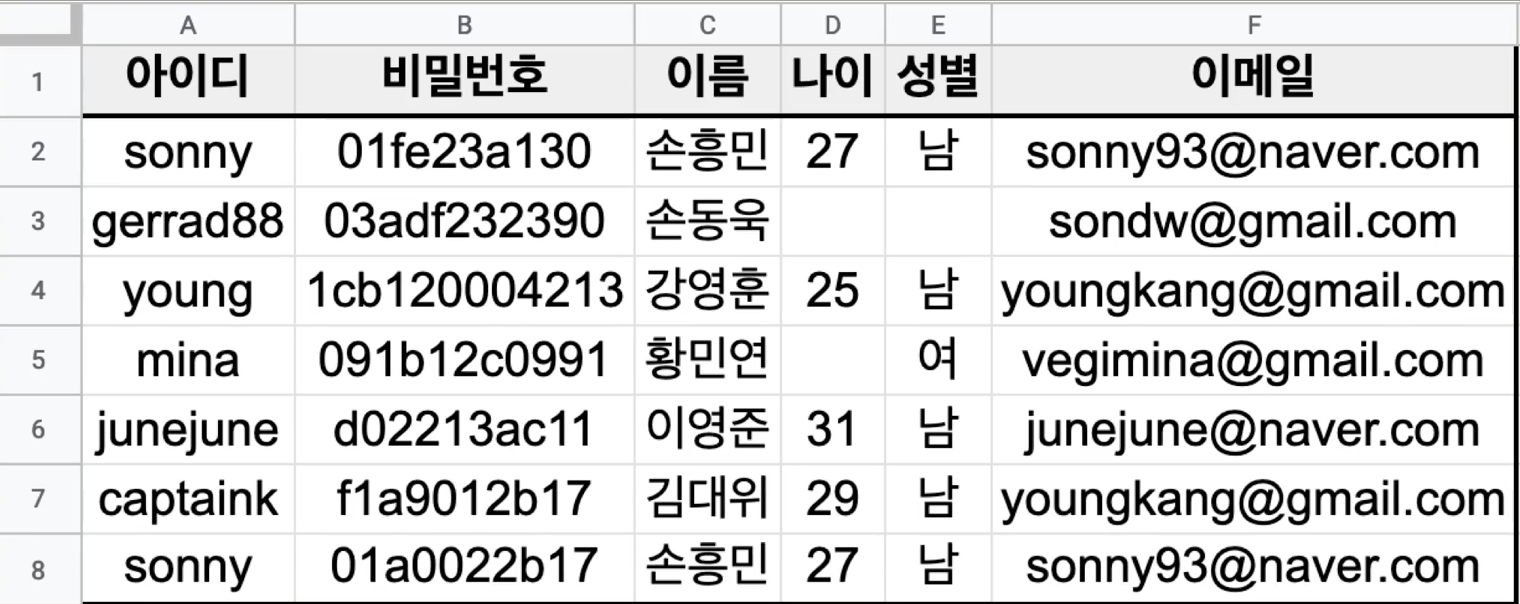 A B C D E F
1 아이디 비밀번호 이름 나이 성별 이메일
2 sonny 01fe23a130 손흥민 27 남 sonny93@naver.com
3 gerrad88 03adf232390 손동욱 sondw@gmail.com
4 young 1cb120004213 강영훈 25 남 youngkang@gmail.com
5 mina 091b12c0991 황민연 여 vegimina@gmail.com
6 junejune d02213ac11 이영준 31 남 junejune@naver.com
7 captaink f1a9012b17 김대위 29 남 youngkang@gmail.com
8 sonny 01a0022b17 손흥민 27 남 sonny93@naver.com